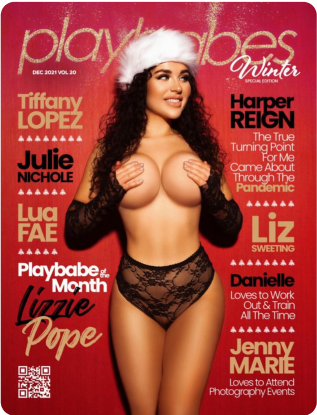 playbabes
DEC 2021 VOL 20
Winter
SPECIAL EDITION
Tiffany
LOPEZ
Julie
NICHOLE
Lua
FAE
Playbabe of the
Month
Lizzie
Pope
Harper
REIGN
The True
Turning Point
For Me
Came About
Through The
Pandemic
Liz
SWEETING
Danielle
Loves to Work
Out & Train
All The Time
Jenny
MARIE
Loves to Attend
Photography Events